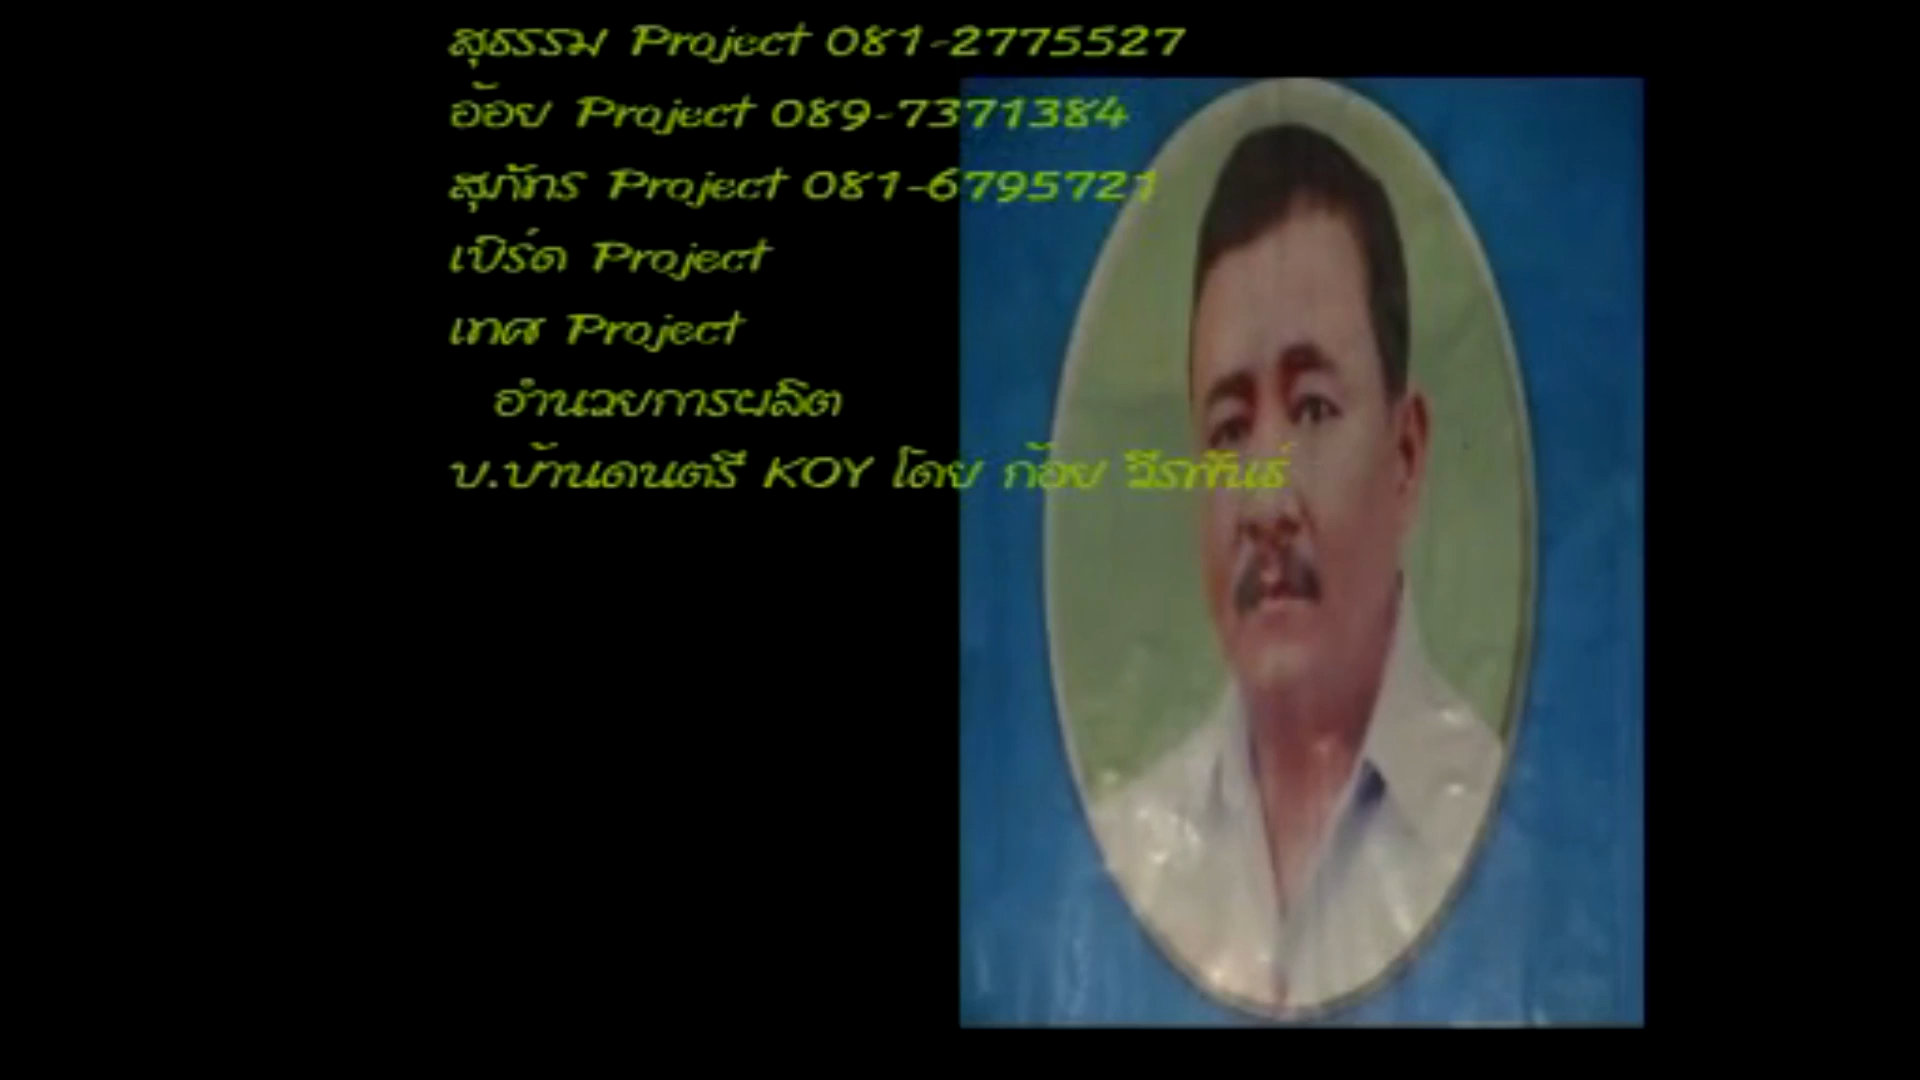 สุธรรม Project 081-2775527
อ้อย Project 089-7371384
สุภัทร Project 081-6795721
เบิร์ด Project
เทศ Project
อำนวยการผลิต
บ.บ้านดนตรี KOY โดย ก้อย วีรพันธ์